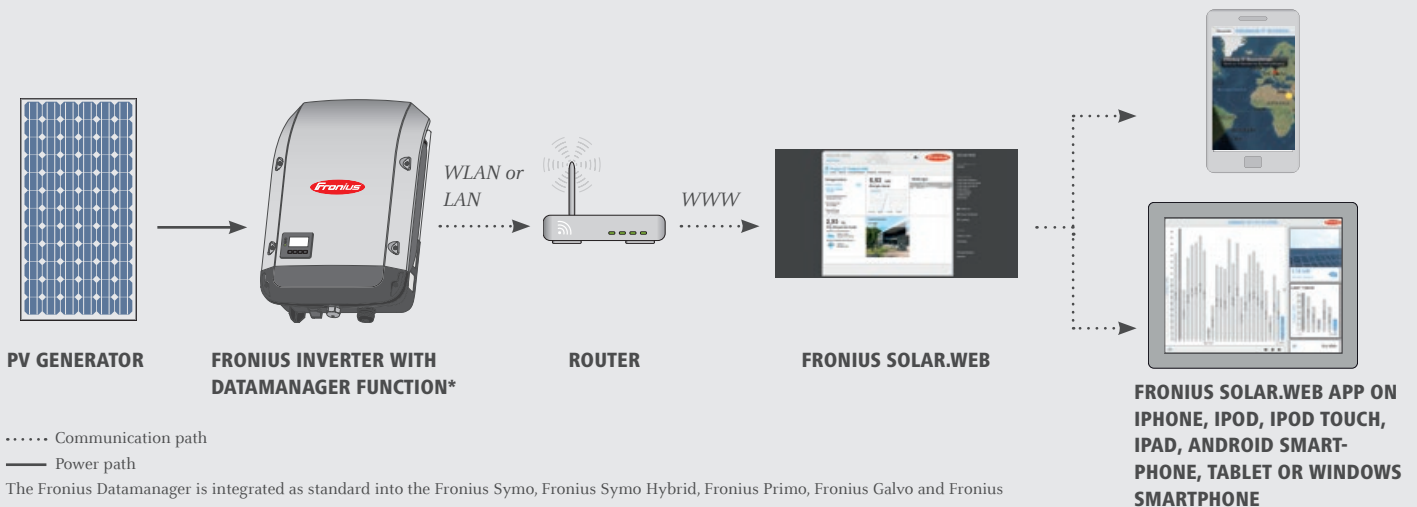 Fronius
WLAN or
LAN
WWW
PV GENERATOR
FRONIUS INVERTER WITH
DATAMANAGER FUNCTION*
ROUTER
FRONIUS SOLAR.WEB
FRONIUS SOLAR.WEB APP ON
IPHONE, IPOD, IPOD TOUCH,
IPAD, ANDROID SMART-
PHONE, TABLET OR WINDOWS
SMARTPHONE
...... Communication path
Power path
The Fronius Datamanager is integrated as standard into the Fronius Symo, Fronius Symo Hybrid, Fronius Primo, Fronius Galvo and Fronius